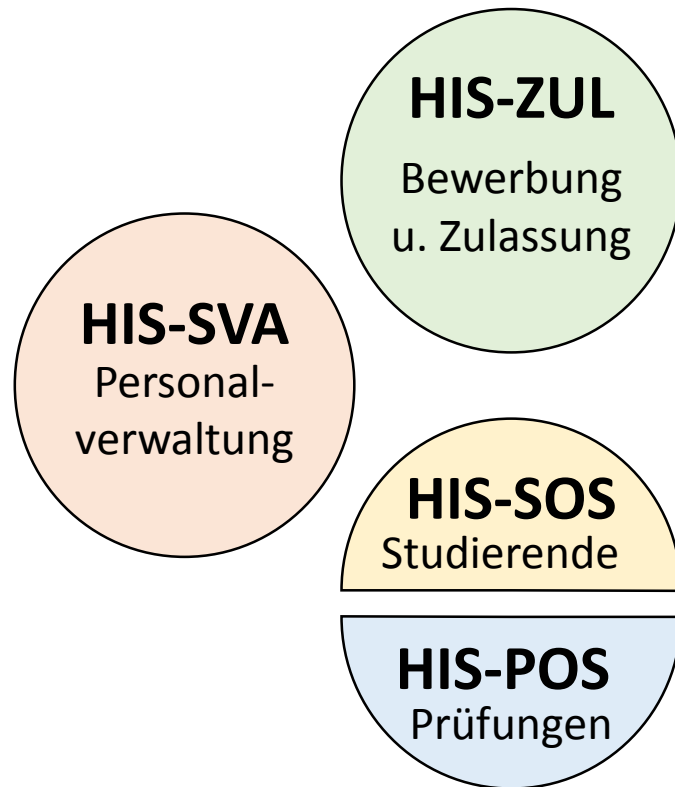 HIS-ZUL
Bewerbung
u. Zulassung
HIS-SVA
Personal-
verwaltung
HIS-SOS
Studierende
HIS-POS
Prüfungen